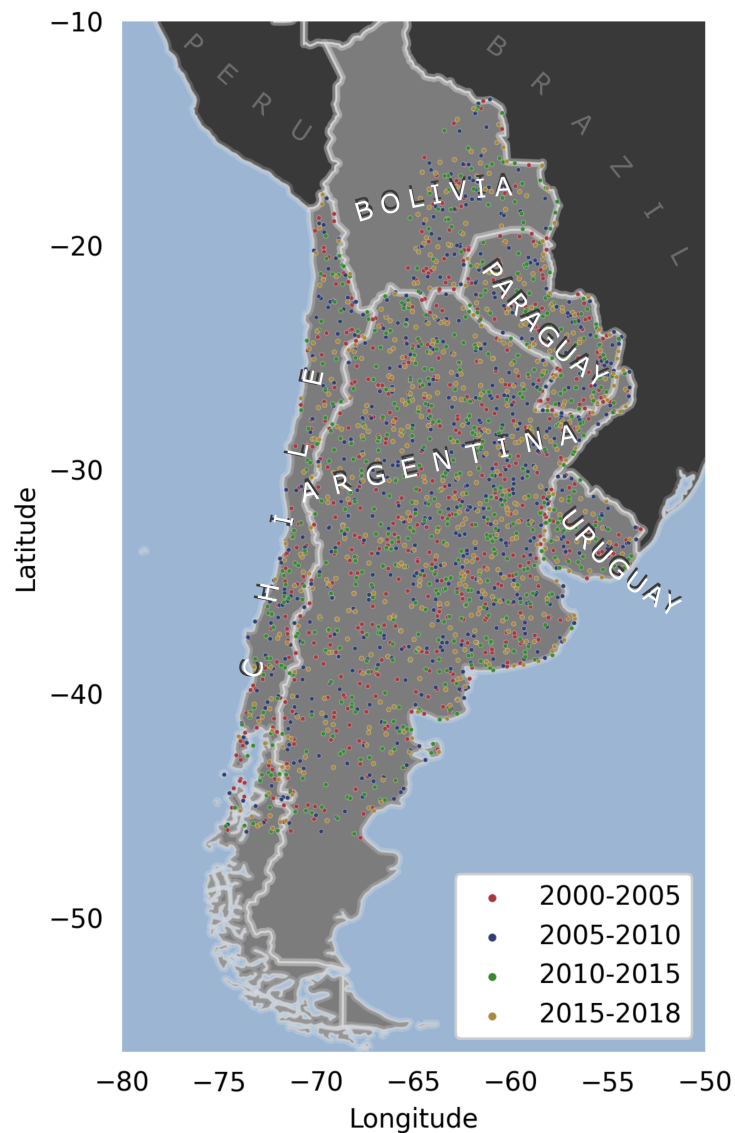 −10
−20
−30
−40
−50
Latitude
PERU
BRAZIL
BOLIVIA
PARAGUAY
CHILE
ARGENTINA
URUGUAY
2000-2005
2005-2010
2010-2015
2015-2018
−80
−75
−70
−65
−60
−55
−50
Longitude